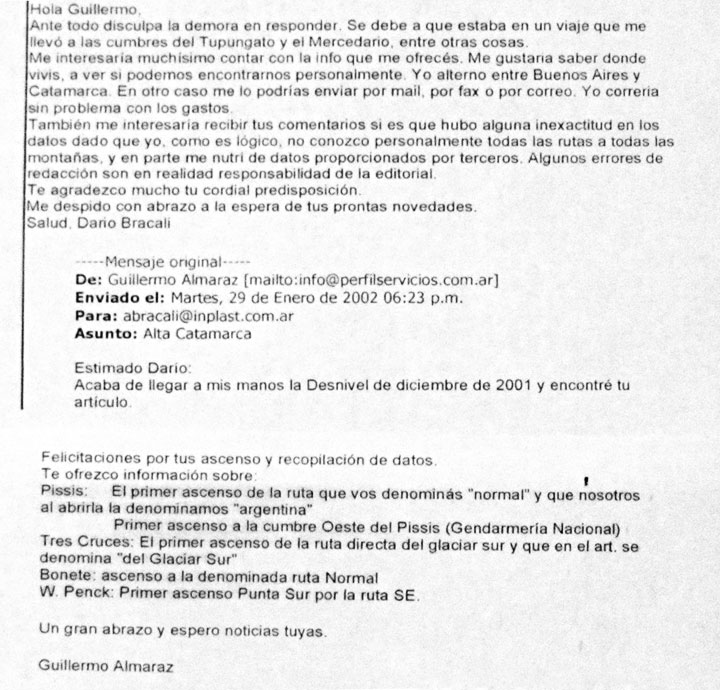 Hola Guillermo,
Ante todo disculpa la demora en responder. Se debe a que estaba en un viaje que me
llevó a las cumbres del Tupungato y el Mercedario, entre otras cosas.
Me interesaría muchísimo contar con la info que me ofrecés. Me gustaria saber donde
vivis, a ver si podemos encontrarnos personalmente. Yo alterno entre Buenos Aires y
Catamarca. En otro caso me lo podrías enviar por mail, por fax o por correo. Yo correria
sin problema con los gastos.
También me interesaria recibir tus comentarios si es que hubo alguna inexactitud en los
datos dado que yo, como es lógico, no conozco personalmente todas las rutas a todas las
montañas, y en parte me nutri de datos proporcionados por terceros. Algunos errores de
redacción son en realidad responsabilidad de la editorial.
Te agradezco mucho tu cordial predisposición.
Me despido con abrazo a la espera de tus prontas novedades.
Salud, Dario Bracali
-----Mensaje original-----
De: Guillermo Almaraz [mailto:info@perfilservicios.com.ar]
Enviado el: Martes, 29 de Enero de 2002 06:23 p.m.
Para: abracali@inplast.com.ar
Asunto: Alta Catamarca
Estimado Dario:
Acaba de llegar a mis manos la Desnivel de diciembre de 2001 y encontré tu
artículo.
Felicitaciones por tus ascenso y recopilación de datos.
Te ofrezco información sobre:
Pissis: El primer ascenso de la ruta que vos denominás "normal" y que nosotros
al abrirla la denominamos "argentina"
Primer ascenso a la cumbre Oeste del Pissis (Gendarmería Nacional)
Tres Cruces: El primer ascenso de la ruta directa del glaciar sur y que en el art. se
denomina "del Glaciar Sur"
Bonete: ascenso a la denominada ruta Normal
W. Penck: Primer ascenso Punta Sur por la ruta SE.
Un gran abrazo y espero noticias tuyas.
Guillermo Almaraz